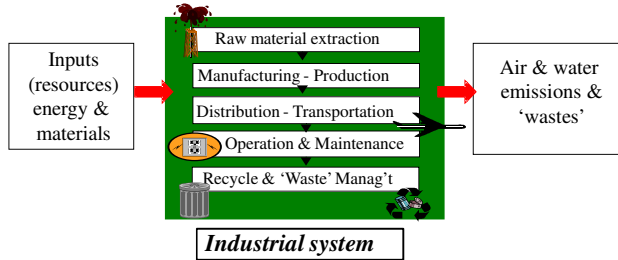 Inputs
(resources)
energy &
materials
Raw material extraction
Manufacturing - Production
Distribution - Transportation
Operation & Maintenance
Recycle & ‘Waste’ Manag’t
Air & water
emissions &
‘wastes’
Industrial system